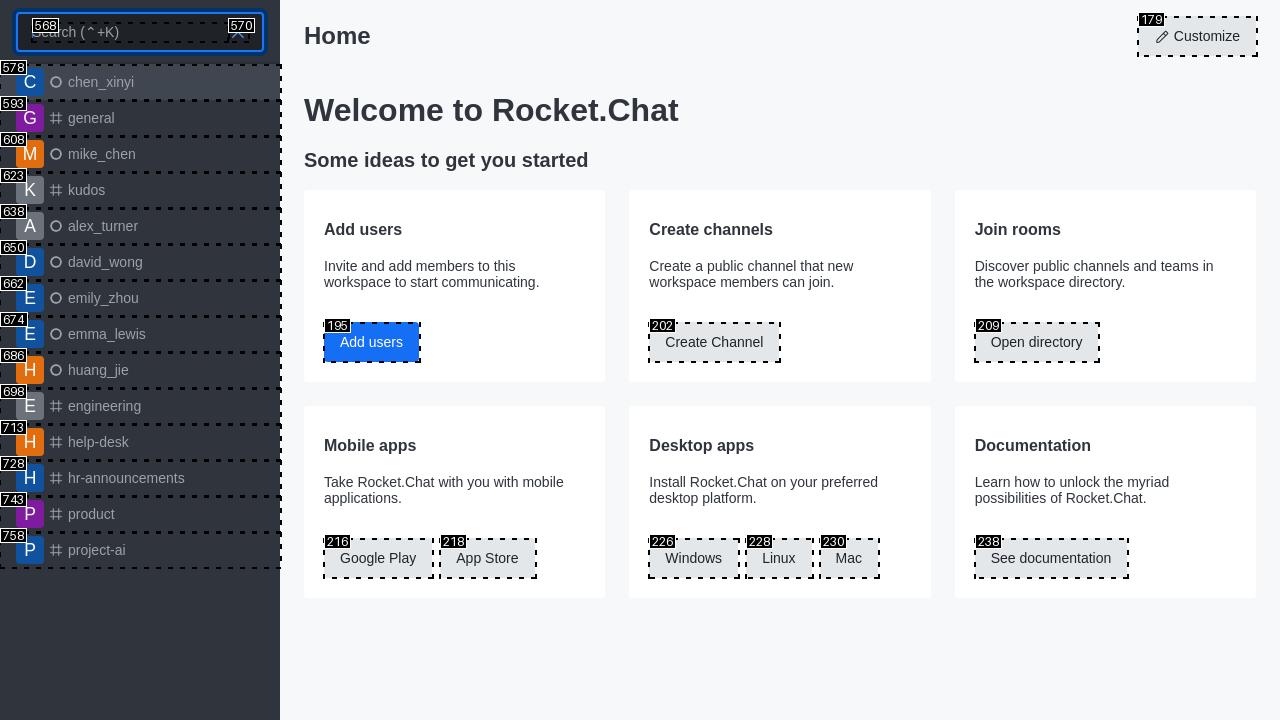 Search (⌃+K)
568
570
578
C
chen_xinyi
593
G
general
608
M
mike_chen
623
K
kudos
638
A
alex_turner
650
D
david_wong
662
E
emily_zhou
674
E
emma_lewis
686
H
huang_jie
698
E
engineering
713
H
help-desk
728
H
hr-announcements
743
P
product
758
P
project-ai
Home
179
Customize
Welcome to Rocket.Chat
Some ideas to get you started
Add users
Invite and add members to this
workspace to start communicating.
195
Add users
Create channels
Create a public channel that new
workspace members can join.
202
Create Channel
Join rooms
Discover public channels and teams in
the workspace directory.
209
Open directory
Mobile apps
Take Rocket.Chat with you with mobile
applications.
216
Google Play
218
App Store
Desktop apps
Install Rocket.Chat on your preferred
desktop platform.
226
Windows
228
Linux
230
Mac
Documentation
Learn how to unlock the myriad
possibilities of Rocket.Chat.
238
See documentation